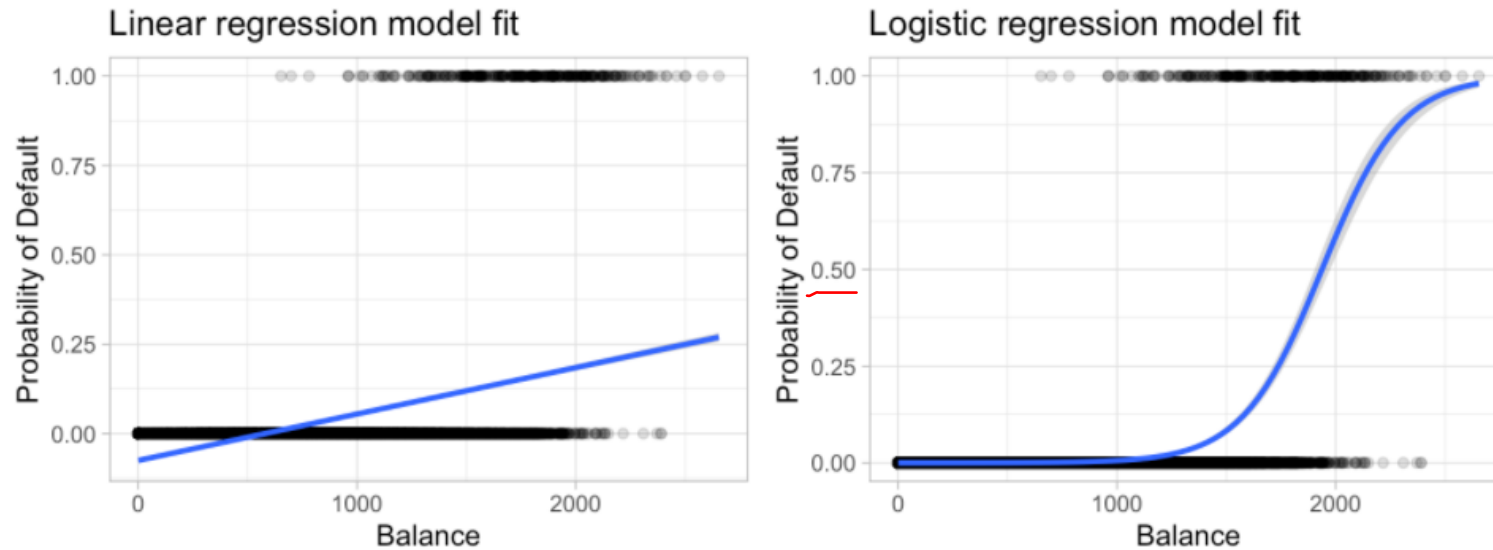 Linear regression model fit
Probability of Default
1.00
0.75
0.50
0.25
0.00
0 1000 2000
Balance
Logistic regression model fit
Probability of Default
1.00
0.75
0.50
0.25
0.00
0 1000 2000
Balance